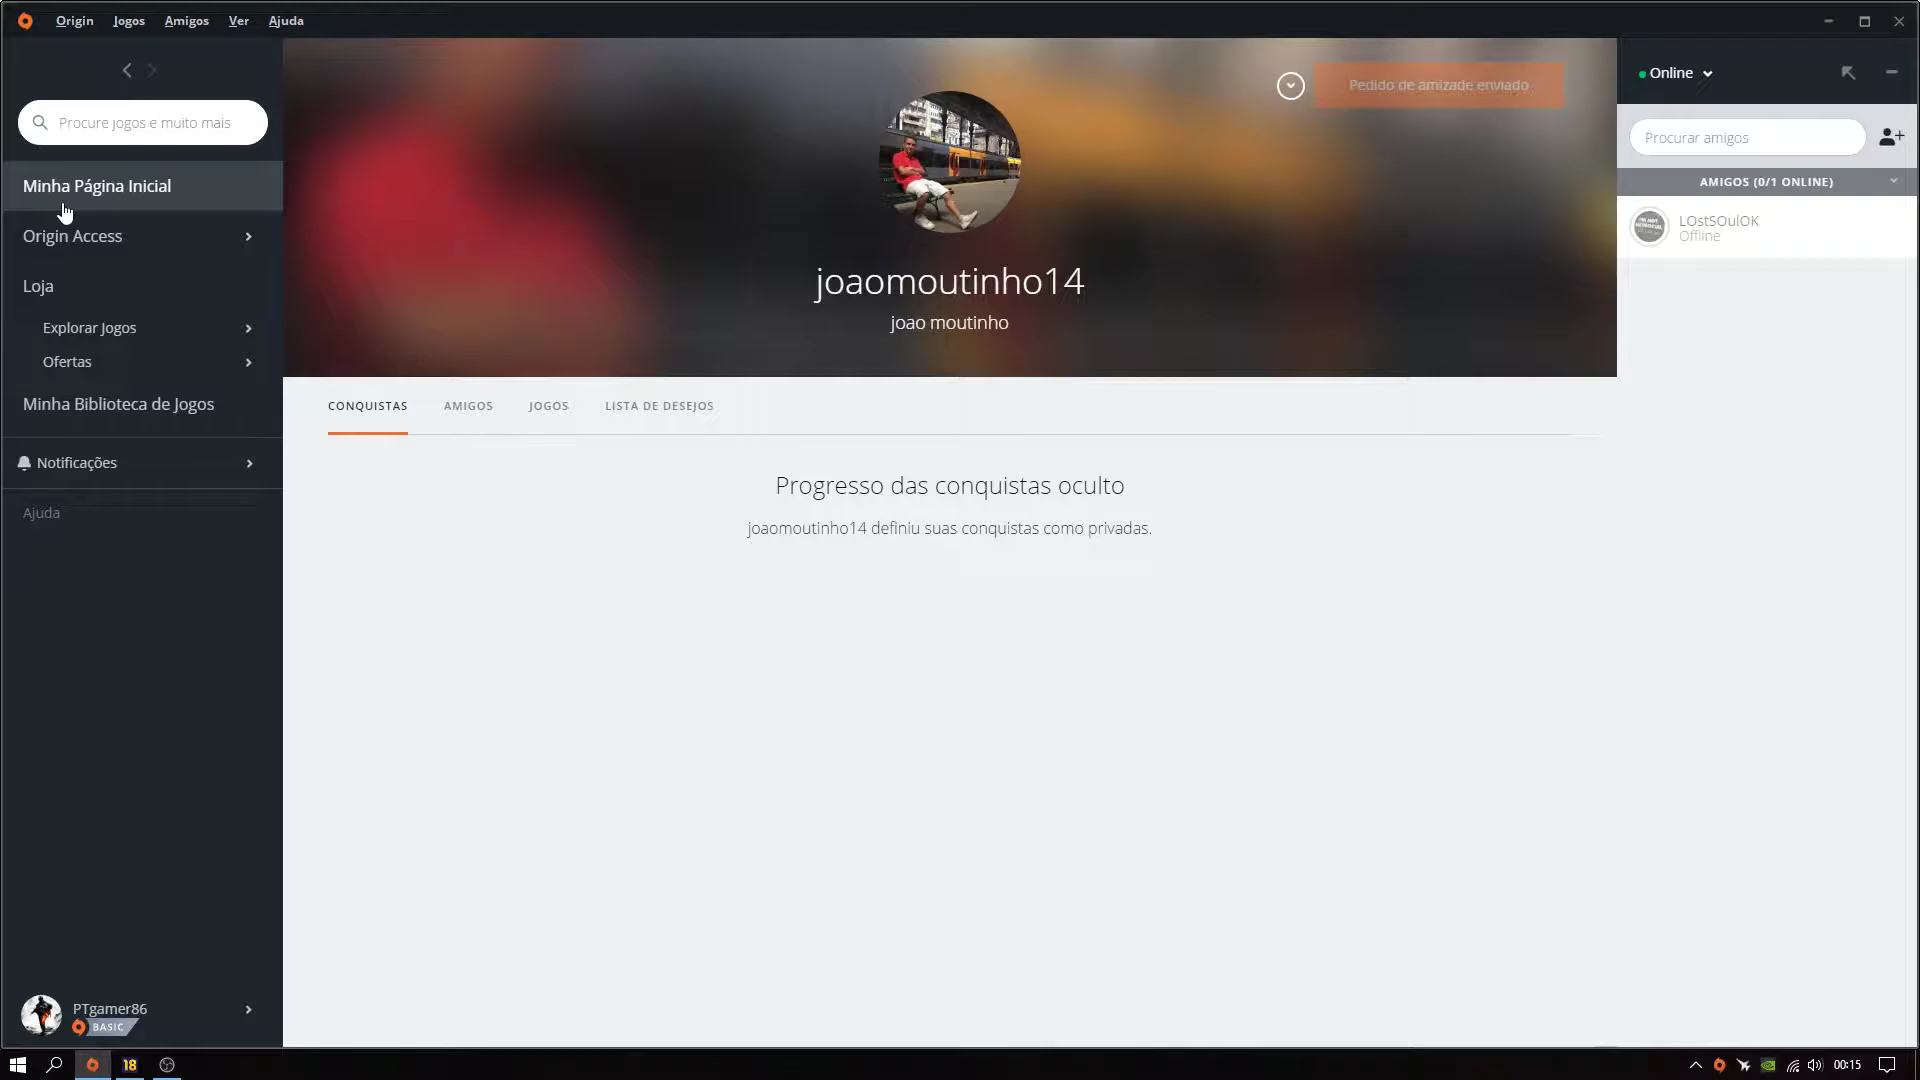 Origin Jogos Amigos Ver Ajuda
Procure jogos e muito mais
Minha Página Inicial
Origin Access
Loja
Explorar Jogos
Ofertas
Minha Biblioteca de Jogos
Notificações
Ajuda
PTgamer86
BASIC
Pedido de amizade enviado
joaomoutinho14
joao moutinho
CONQUISTAS AMIGOS JOGOS LISTA DE DESEJOS
Progresso das conquistas oculto
joaomoutinho14 definiu suas conquistas como privadas.
Online
Procurar amigos
AMIGOS (0/1 ONLINE)
LOstSOulOK
Offline
18
00:15